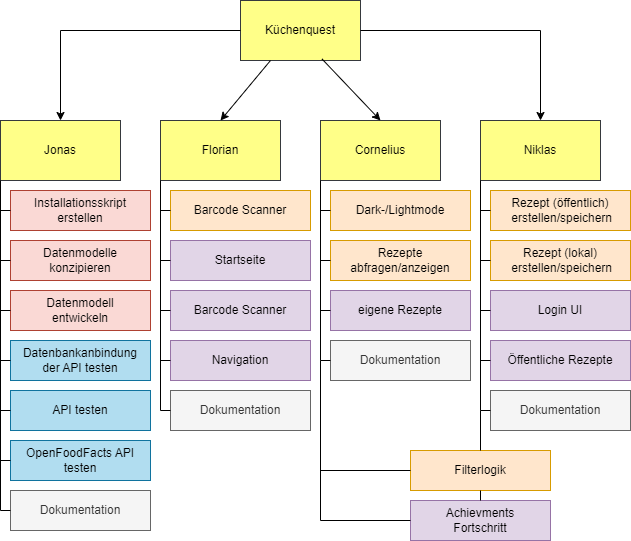 Küchenquest
Jonas
Florian
Cornelius
Niklas
Installationsskript
erstellen
Datenmodelle
konzipieren
Datenmodell
entwickeln
Datenbankanbindung
der API testen
API testen
OpenFoodFacts API
testen
Dokumentation
Barcode Scanner
Startseite
Barcode Scanner
Navigation
Dokumentation
Dark-/Lightmode
Rezepte
abfragen/anzeigen
eigene Rezepte
Dokumentation
Rezept (öffentlich)
erstellen/speichern
Rezept (lokal)
erstellen/speichern
Login UI
Öffentliche Rezepte
Dokumentation
Filterlogik
Achievments
Fortschritt